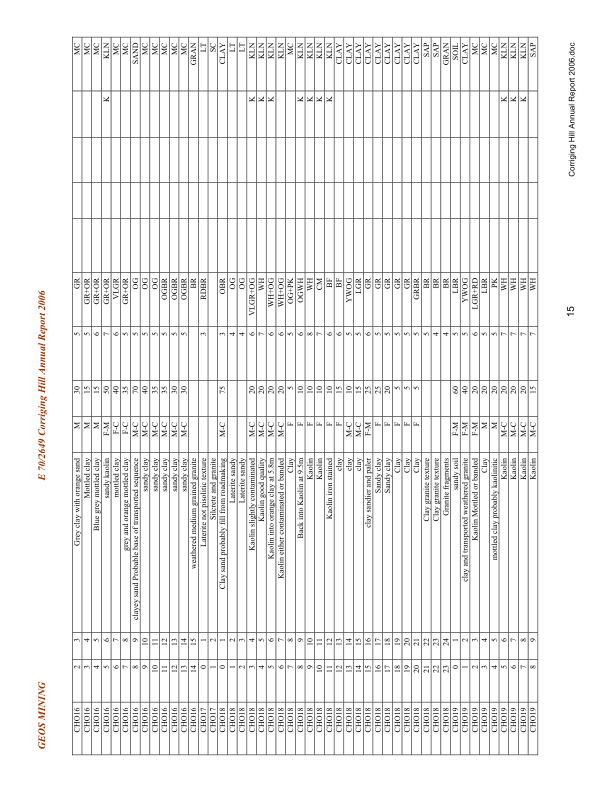 GEOS MINING E 70/2649 Corriging Hill Annual Report 2006
CHO16 2 3 Grey clay with orange sand M 30 5 GR MC
CHO16 3 4 Mottled clay M 15 5 GR+OR MC
CHO16 4 5 Blue grey mottled clay M 15 6 GR+OR MC
CHO16 5 6 sandy kaolin F-M 50 7 GR+OR K KLN
CHO16 6 7 mottled clay F-C 40 6 VLGR MC
CHO16 7 8 grey and orange mottled clay F-C 35 5 GR+OR MC
CHO16 8 9 clayey sand Probable base of transported sequence M-C 70 5 OG SAND
CHO16 9 10 sandy clay M-C 40 5 OG MC
CHO16 10 11 sandy clay M-C 35 5 OG MC
CHO16 11 12 sandy clay M-C 35 5 OGBR MC
CHO16 12 13 sandy clay M-C 30 5 OGBR MC
CHO16 13 14 sandy clay M-C 30 5 OGBR MC
CHO16 14 15 weathered medium grained granite BR GRAN
CHO17 0 1 Laterite not pisolitic texture 3 RDBR LT
CHO17 1 2 Silcrete and granite SC
CHO18 0 1 Clay sand probably fill from roadmaking M-C 75 3 OBR CLAY
CHO18 1 2 Laterite sandy 4 OG LT
CHO18 2 3 Laterite sandy 4 OG LT
CHO18 3 4 Kaolin slightly contaminated M-C 20 6 VLGR+OG K KLN
CHO18 4 5 Kaolin good quality M-C 20 7 WH K KLN
CHO18 5 6 Kaolin into orange clay at 5.8m M-C 20 6 WH+OG K KLN
CHO18 6 7 Kaolin either contaminated or banded M-C 20 6 WH+OG KLN
CHO18 7 8 Clay F 5 5 OG+PK MC
CHO18 8 9 Back into Kaolin at 9.5m F 10 6 OGWH K KLN
CHO18 9 10 Kaolin F 10 8 WH K KLN
CHO18 10 11 Kaolin F 10 7 CM K KLN
CHO18 11 12 Kaolin iron stained F 10 6 BF K KLN
CHO18 12 13 clay F 15 6 BF CLAY
CHO18 13 14 clay M-C 10 5 YWOG CLAY
CHO18 14 15 clay M-C 15 5 LGR CLAY
CHO18 15 16 clay sandier and paler F-M 25 6 GR CLAY
CHO18 16 17 Sandy clay F 25 5 GR CLAY
CHO18 17 18 Sandy clay F 20 5 GR CLAY
CHO18 18 19 Clay F 5 5 GR CLAY
CHO18 19 20 Clay F 5 5 GR CLAY
CHO18 20 21 Clay F 5 5 GRBR CLAY
CHO18 21 22 Clay granite texture 5 BR SAP
CHO18 22 23 Clay granite texture 4 BR SAP
CHO18 23 24 Granite fragments 4 BR GRAN
CHO19 0 1 sandy soil F-M 60 5 LBR SOIL
CHO19 1 2 clay and transported weathered granite F-M 40 5 YWOG CLAY
CHO19 2 3 Kaolin Mottled or banded F-M 20 6 LGR+RD MC
CHO19 3 4 Clay M 20 5 LBR MC
CHO19 4 5 mottled clay probably kaolinitic M 20 5 PK MC
CHO19 5 6 Kaolin M-C 20 7 WH K KLN
CHO19 6 7 Kaolin M-C 20 7 WH K KLN
CHO19 7 8 Kaolin M-C 20 7 WH K KLN
CHO19 8 9 Kaolin M-C 15 7 WH SAP
15 Corriging Hill Annual Report 2006.doc